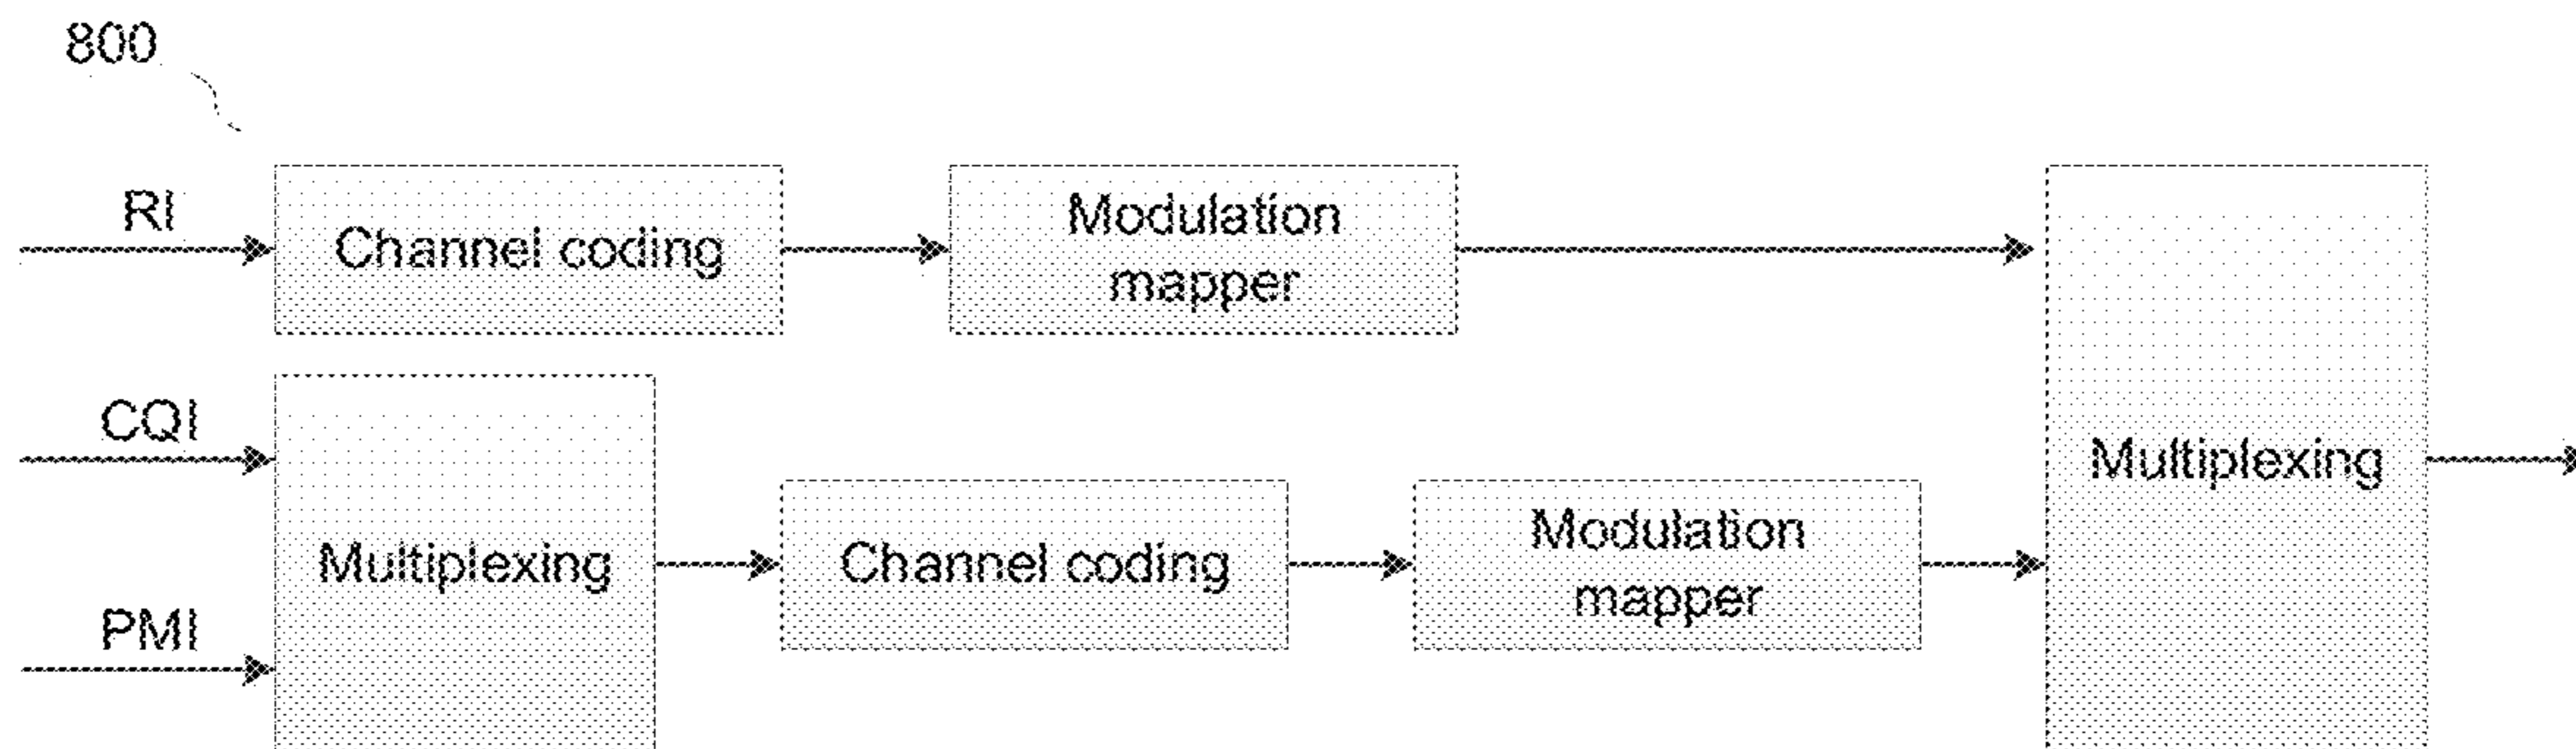 800
RI
Channel coding
Modulation
mapper
CQI
Multiplexing
PMI
Channel coding
Modulation
mapper
Multiplexing